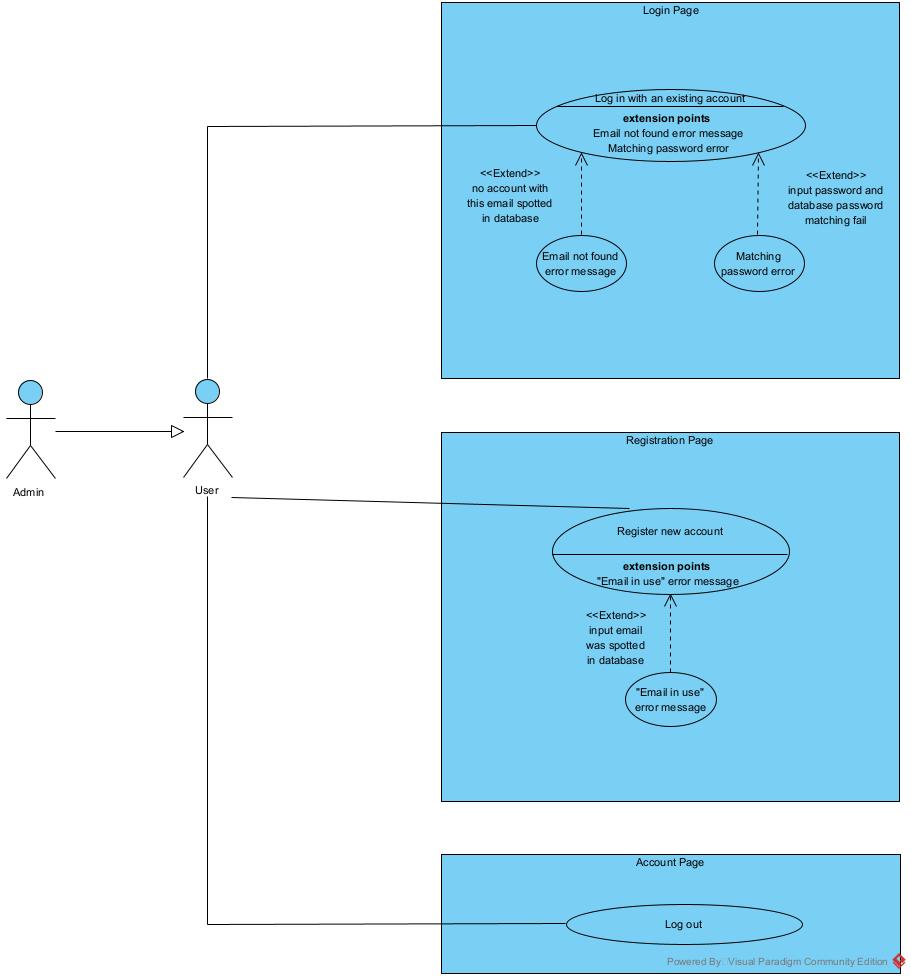 Login Page
Log in with an existing account
extension points
Email not found error message
Matching password error
<<Extend>>
no account with
this email spotted
in database
<<Extend>>
input password and
database password
matching fail
Email not found
error message
Matching
password error
Admin
User
Registration Page
Register new account
extension points
"Email in use" error message
<<Extend>>
input email
was spotted
in database
"Email in use"
error message
Account Page
Log out
Powered By: Visual Paradigm Community Edition